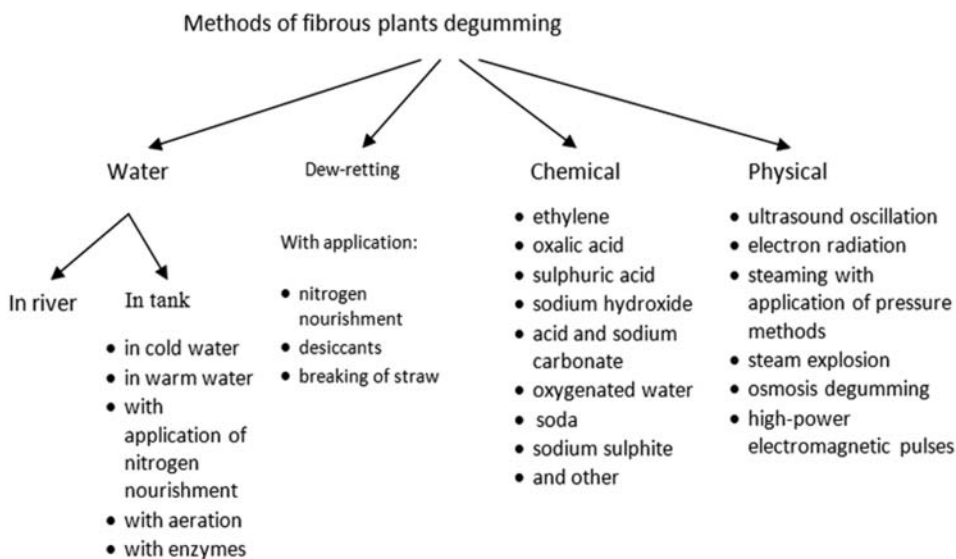 Methods of fibrous plants degumming
Water
In river
In tank
• in cold water
• in warm water
• with
application of
nitrogen
nourishment
• with aeration
• with enzymes
Dew-retting
With application:
• nitrogen
nourishment
• desiccants
• breaking of straw
Chemical
• ethylene
• oxalic acid
• sulphuric acid
• sodium hydroxide
• acid and sodium
carbonate
• oxygenated water
• soda
• sodium sulphite
• and other
Physical
• ultrasound oscillation
• electron radiation
• steaming with
application of pressure
methods
• steam explosion
• osmosis degumming
• high-power
electromagnetic pulses